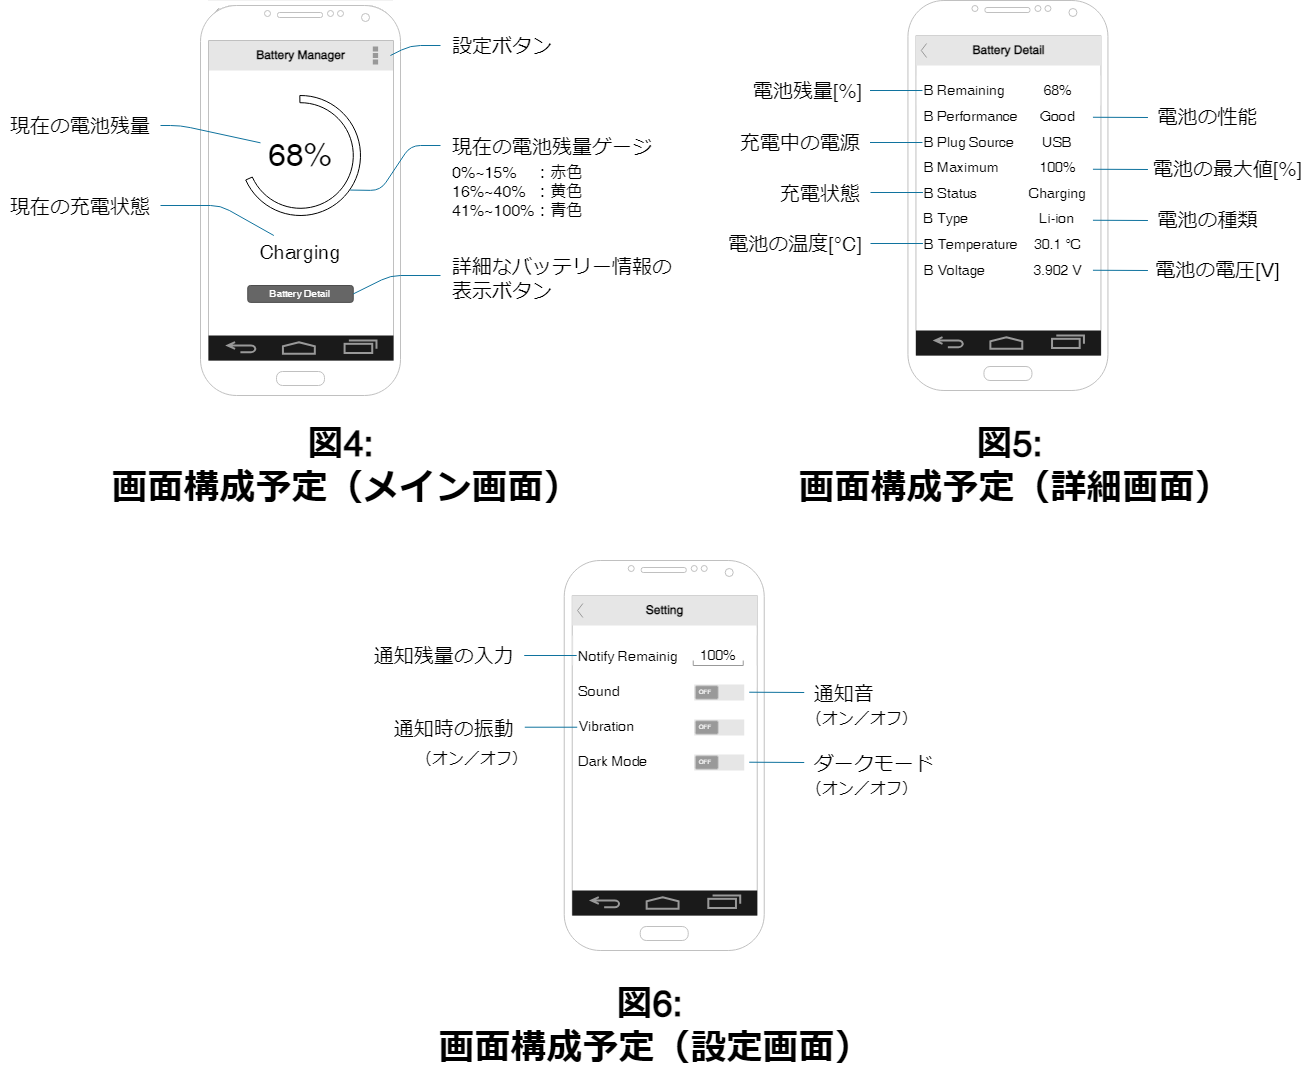 Battery Manager
設定ボタン
現在の電池残量
68%
現在の電池残量ゲージ
0%~15% ：赤色
16%~40% ：黄色
41%~100%：青色
現在の充電状態
Charging
詳細なバッテリー情報の
表示ボタン
Battery Detail
図4:
画面構成予定（メイン画面）
Battery Detail
電池残量[%]
B Remaining 68%
B Performance Good
電池の性能
充電中の電源
B Plug Source USB
B Maximum 100%
電池の最大値[%]
充電状態
B Status Charging
B Type Li-ion
電池の種類
電池の温度[°C]
B Temperature 30.1 °C
B Voltage 3.902 V
電池の電圧[V]
図5:
画面構成予定（詳細画面）
Setting
通知残量の入力
Notify Remainig 100%
Sound OFF
通知音
（オン／オフ）
通知時の振動
（オン／オフ）
Vibration OFF
Dark Mode OFF
ダークモード
（オン／オフ）
図6:
画面構成予定（設定画面）